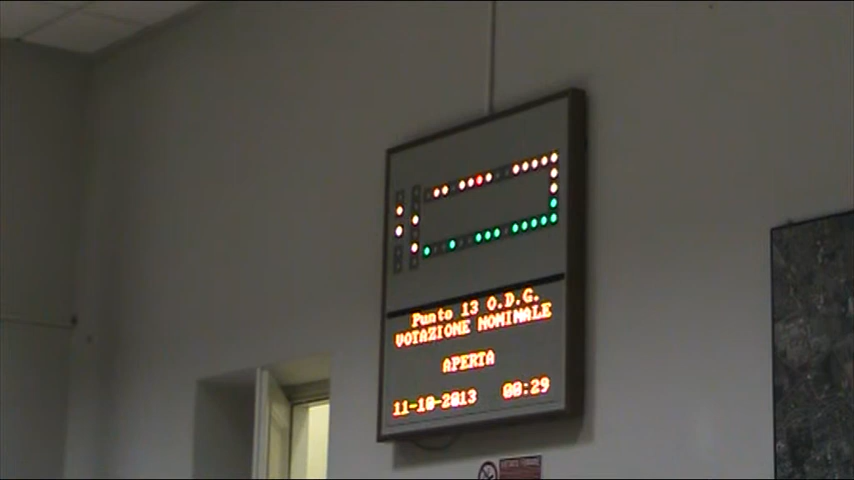 Punto 13 O.D.G.
VOTAZIONE NOMINALE
APERTA
11-10-2013 00:29